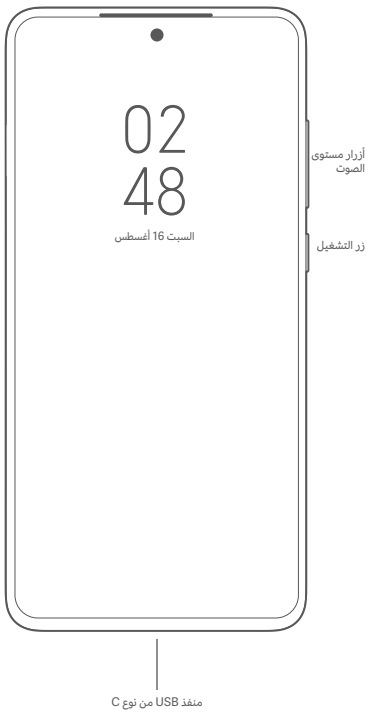 02
48
السبت 16 أغسطس
أزرار مستوى
الصوت
زر التشغيل
منفذ USB من نوع C